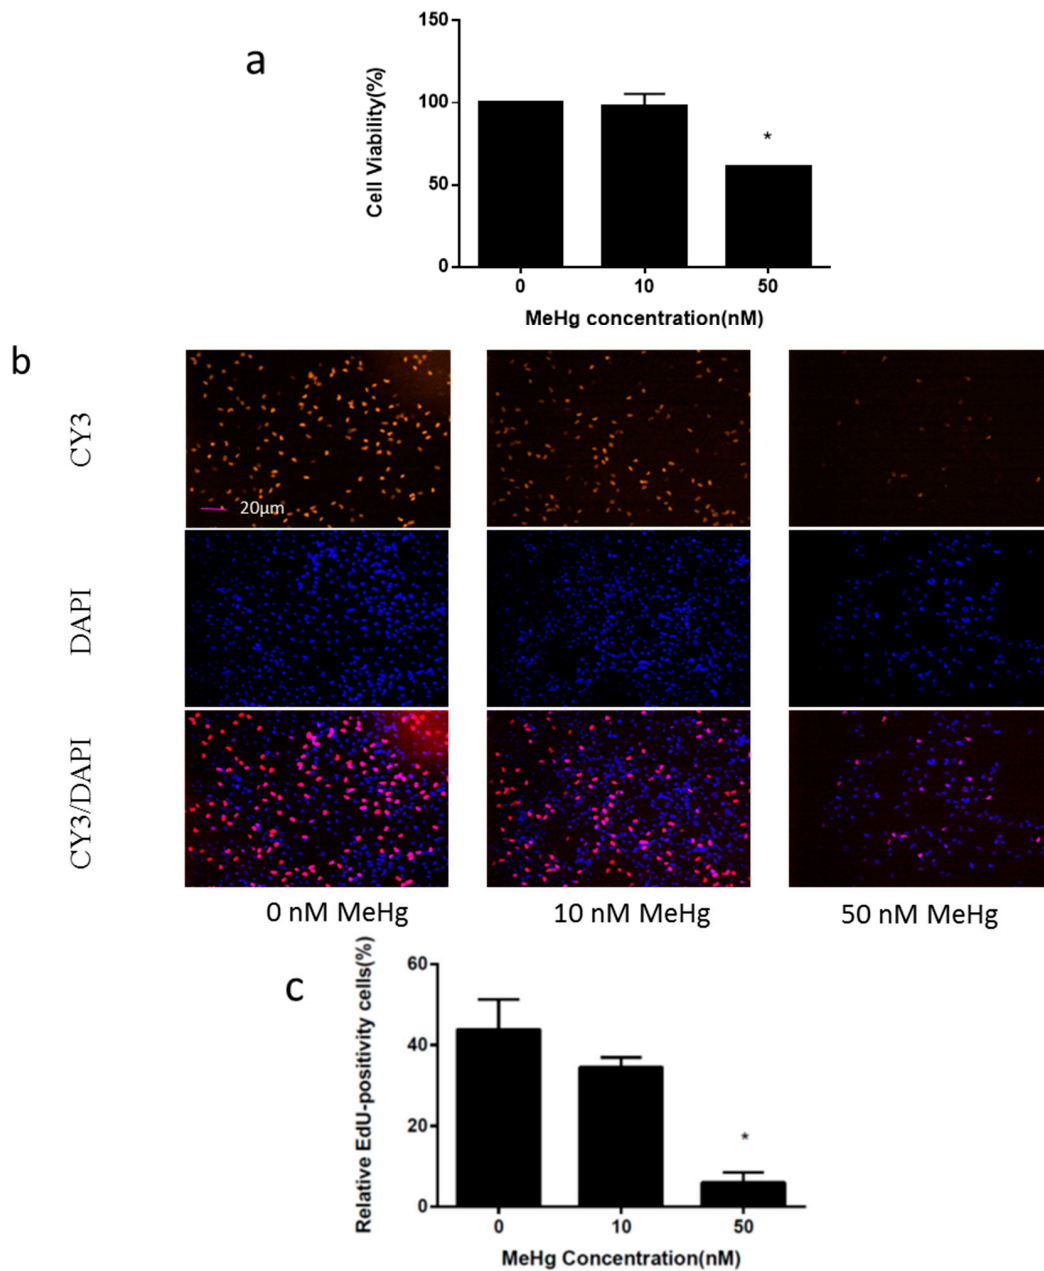 a
150
100
50
0
Cell Viability(%)
*
0 10 50
MeHg concentration(nM)
b
CY3
20μm
DAPI
CY3/DAPI
0 nM MeHg 10 nM MeHg 50 nM MeHg
c
60
40
20
0
Relative EdU-positivity cells(%)
*
0 10 50
MeHg Concentration(nM)